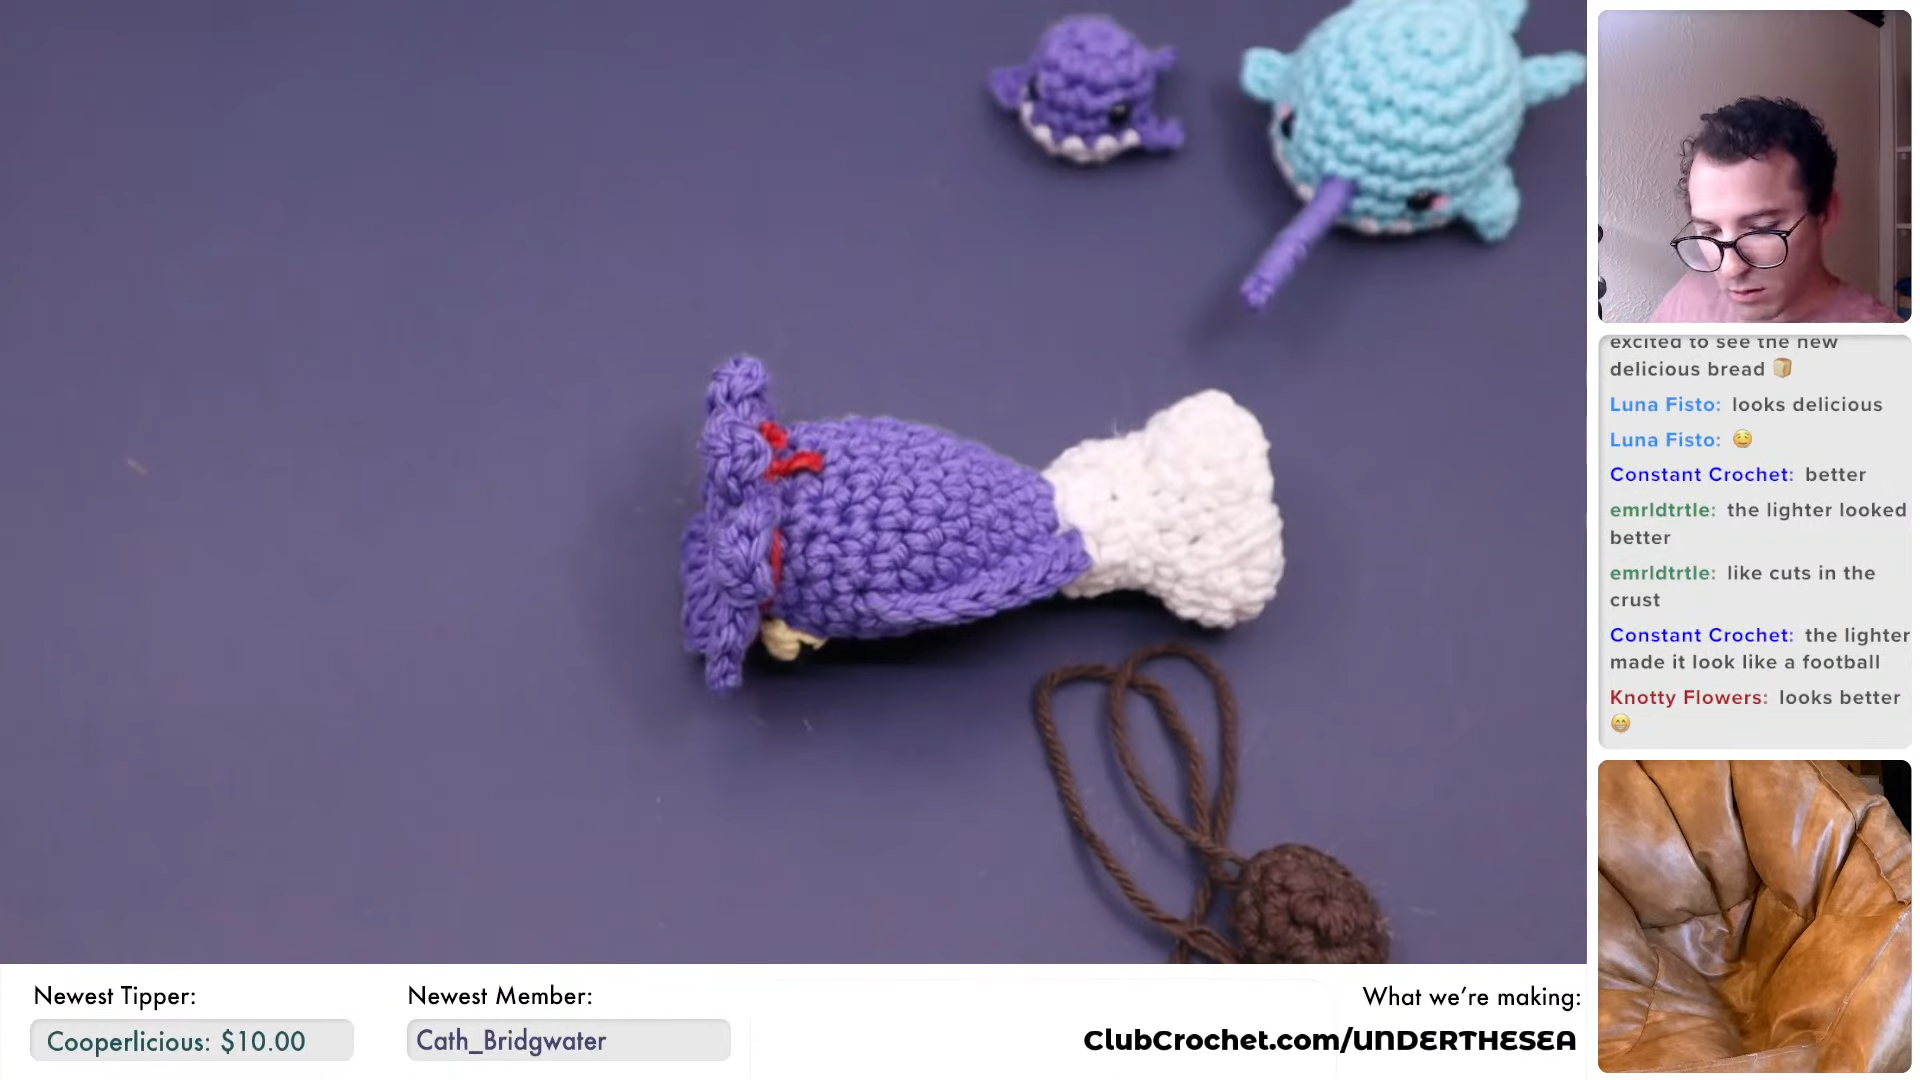 excited to see the new
delicious bread 🍞
Luna Fisto: looks delicious
Luna Fisto: ☺️
Constant Crochet: better
emrldtrtle: the lighter looked
better
emrldtrtle: like cuts in the
crust
Constant Crochet: the lighter
made it look like a football
Knotty Flowers: looks better
😁
Newest Tipper:
Cooperlicious: $10.00
Newest Member:
Cath_Bridgwater
What we're making:
ClubCrochet.com/UNDERTHESEA